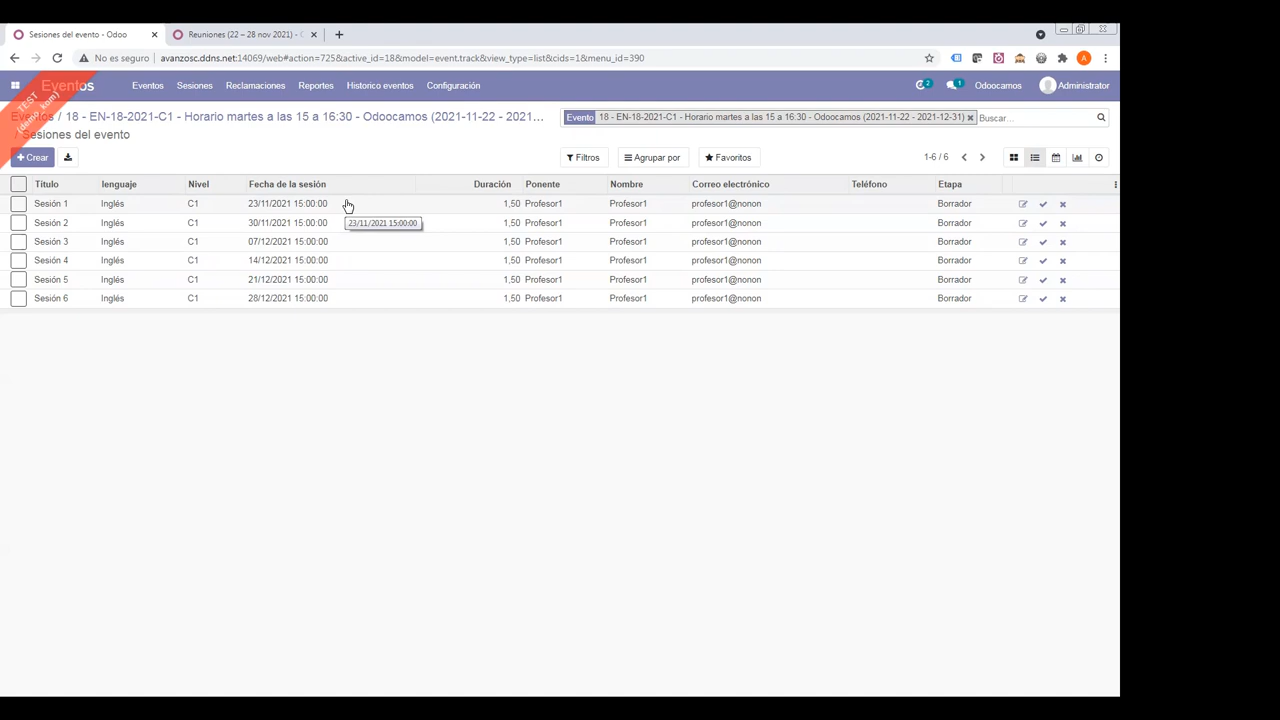 Sesiones del evento - Odoo
Reuniones (22 – 28 nov 2021) - 
No es seguro | avanzosc.ddns.net:14069/web#action=725&active_id=18&model=event.track&view_type=list&cids=1&menu_id=390
TEST
(demo_kom)
Eventos Eventos Sesiones Reclamaciones Reportes Historico eventos Configuración 2 1 Odoocamos A Administrator
Eventos / 18 - EN-18-2021-C1 - Horario martes a las 15 a 16:30 - Odoocamos (2021-11-22 - 2021...
/ Sesiones del evento
Evento 18 - EN-18-2021-C1 - Horario martes a las 15 a 16:30 - Odoocamos (2021-11-22 - 2021-12-31) Buscar...
Crear Filtros Agrupar por Favoritos 1-6 / 6
Título lenguaje Nivel Fecha de la sesión Duración Ponente Nombre Correo electrónico Teléfono Etapa
Sesión 1 Inglés C1 23/11/2021 15:00:00 1,50 Profesor1 Profesor1 profesor1@nonon Borrador
23/11/2021 15:00:00
Sesión 2 Inglés C1 30/11/2021 15:00:00 1,50 Profesor1 Profesor1 profesor1@nonon Borrador
Sesión 3 Inglés C1 07/12/2021 15:00:00 1,50 Profesor1 Profesor1 profesor1@nonon Borrador
Sesión 4 Inglés C1 14/12/2021 15:00:00 1,50 Profesor1 Profesor1 profesor1@nonon Borrador
Sesión 5 Inglés C1 21/12/2021 15:00:00 1,50 Profesor1 Profesor1 profesor1@nonon Borrador
Sesión 6 Inglés C1 28/12/2021 15:00:00 1,50 Profesor1 Profesor1 profesor1@nonon Borrador